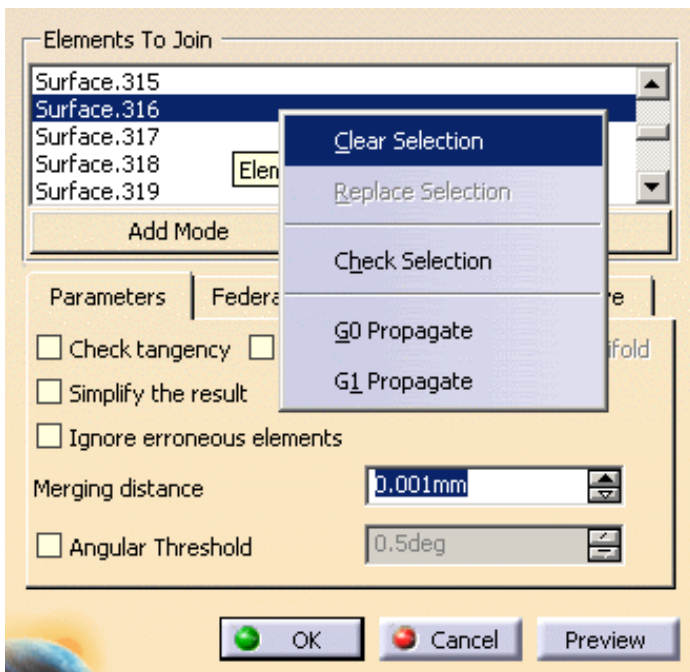 Elements To Join
Surface.315
Surface.316
Surface.317
Surface.318
Surface.319
Elen
Clear Selection
Replace Selection
Check Selection
G0 Propagate
G1 Propagate
Add Mode
Parameters
Federa
e
Check tangency
ifold
Simplify the result
Ignore erroneous elements
Merging distance
0.001mm
Angular Threshold
0.5deg
OK
Cancel
Preview